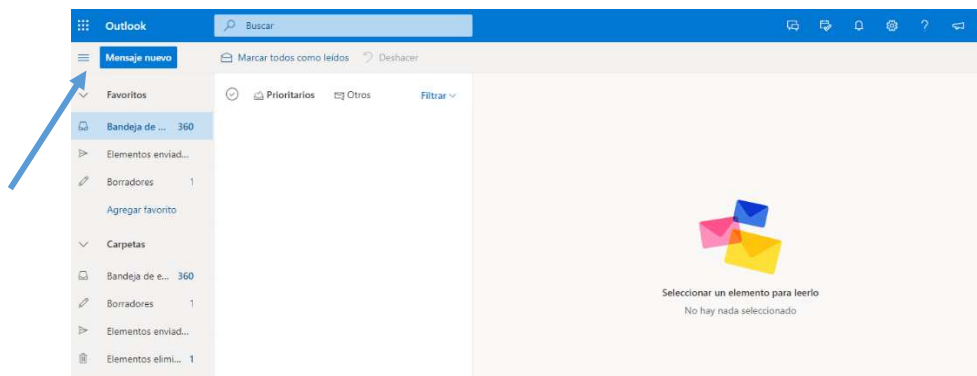 Outlook
Buscar
?
Mensaje nuevo
Marcar todos como leídos
Deshacer
Favoritos
Prioritarios
Otros
Filtrar
Bandeja de ... 360
Elementos enviad...
Borradores 1
Agregar favorito
Carpetas
Bandeja de e... 360
Borradores 1
Elementos enviad...
Elementos elimi... 1
Seleccionar un elemento para leerlo
No hay nada seleccionado